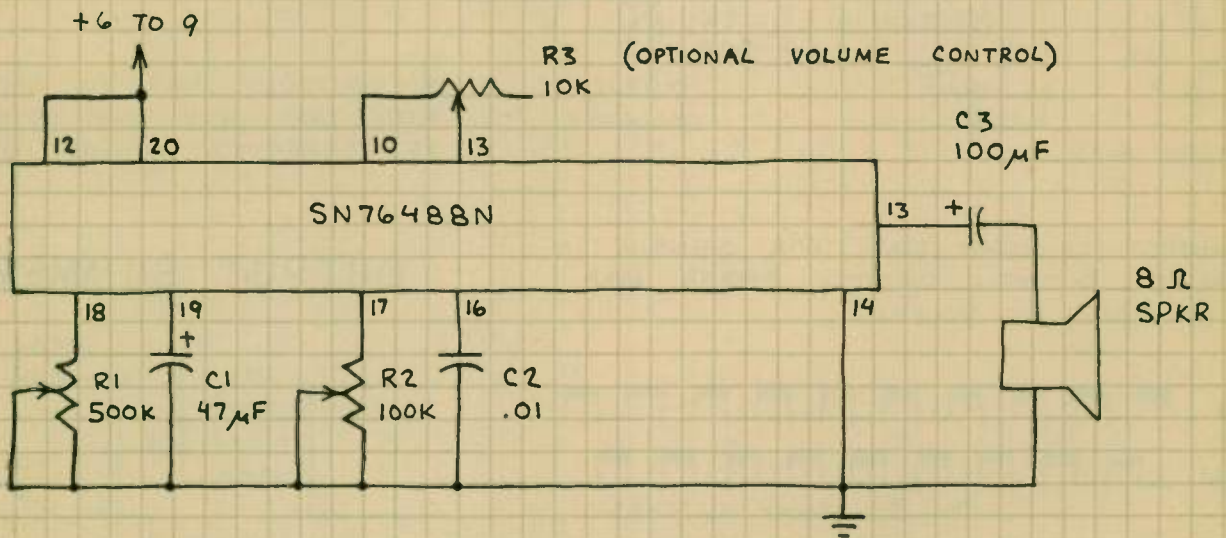 +6 TO 9
R3 (OPTIONAL VOLUME CONTROL)
10K
C3
100µF
12
20
10
13
SN76488N
13
+
18
19
17
16
14
8 Ω
SPKR
+
R1
500K
C1
47µF
R2
100K
C2
.01